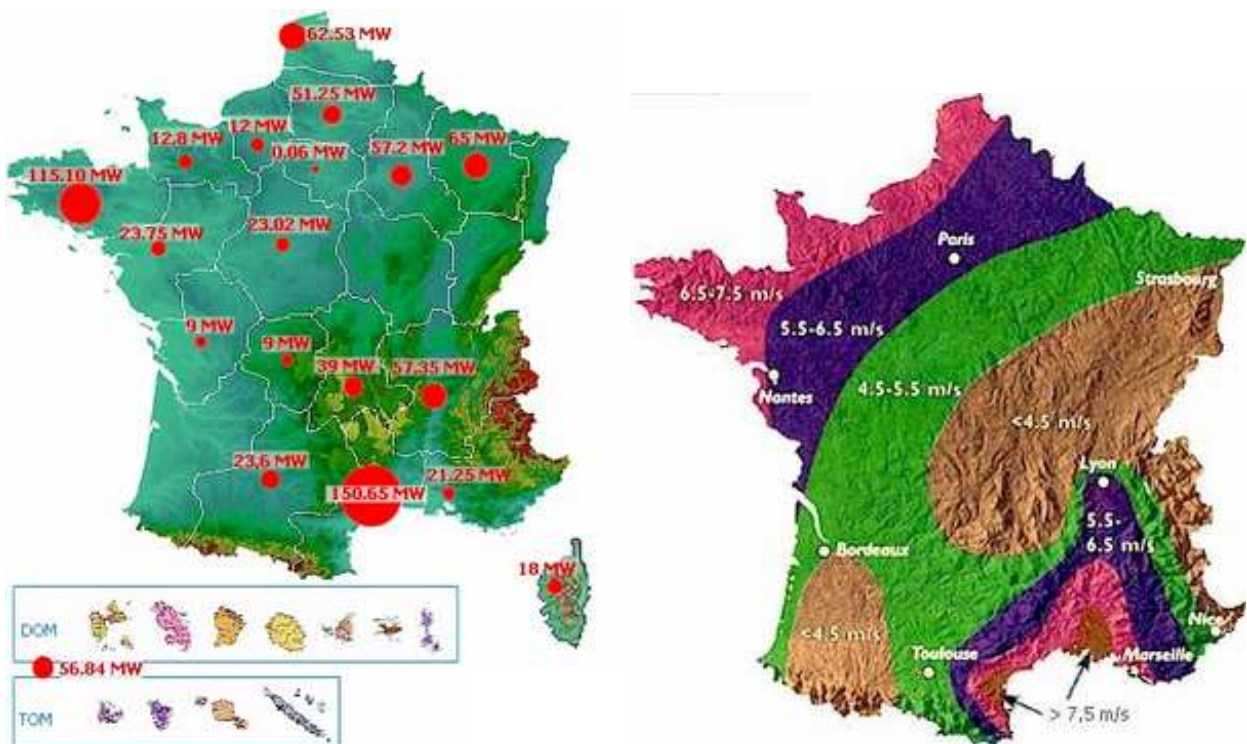 62.53 MW
51.25 MW
12 MW
12.8 MW
0.06 MW
57.2 MW
65 MW
115.10 MW
23.75 MW
23.02 MW
9 MW
9 MW
39 MW
57.35 MW
23.6 MW
150.65 MW
21.25 MW
18 MW
DOM
56.84 MW
TOM
Paris
Strasbourg
6.5-7.5 m/s
5.5-6.5 m/s
Nantes
4.5-5.5 m/s
<4.5 m/s
Lyon
5.5-
6.5 m/s
Bordeaux
<4.5 m/s
Nice
Toulouse
Marseille
> 7,5 m/s